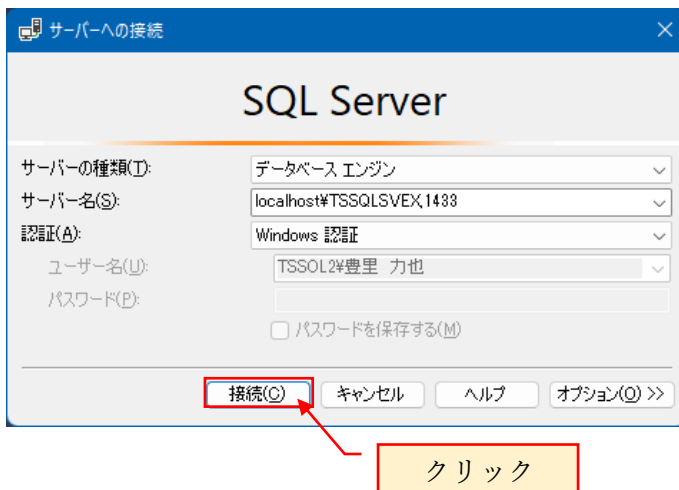 サーバーへの接続
SQL Server
サーバーの種類(T):
データベース エンジン
サーバー名(S):
localhost¥TSSQLSVEX,1433
認証(A):
Windows 認証
ユーザー名(U):
TSSOL2¥豊里 力也
パスワード(P):
パスワードを保存する(M)
接続(C)
キャンセル
ヘルプ
オプション(O) >>
クリック